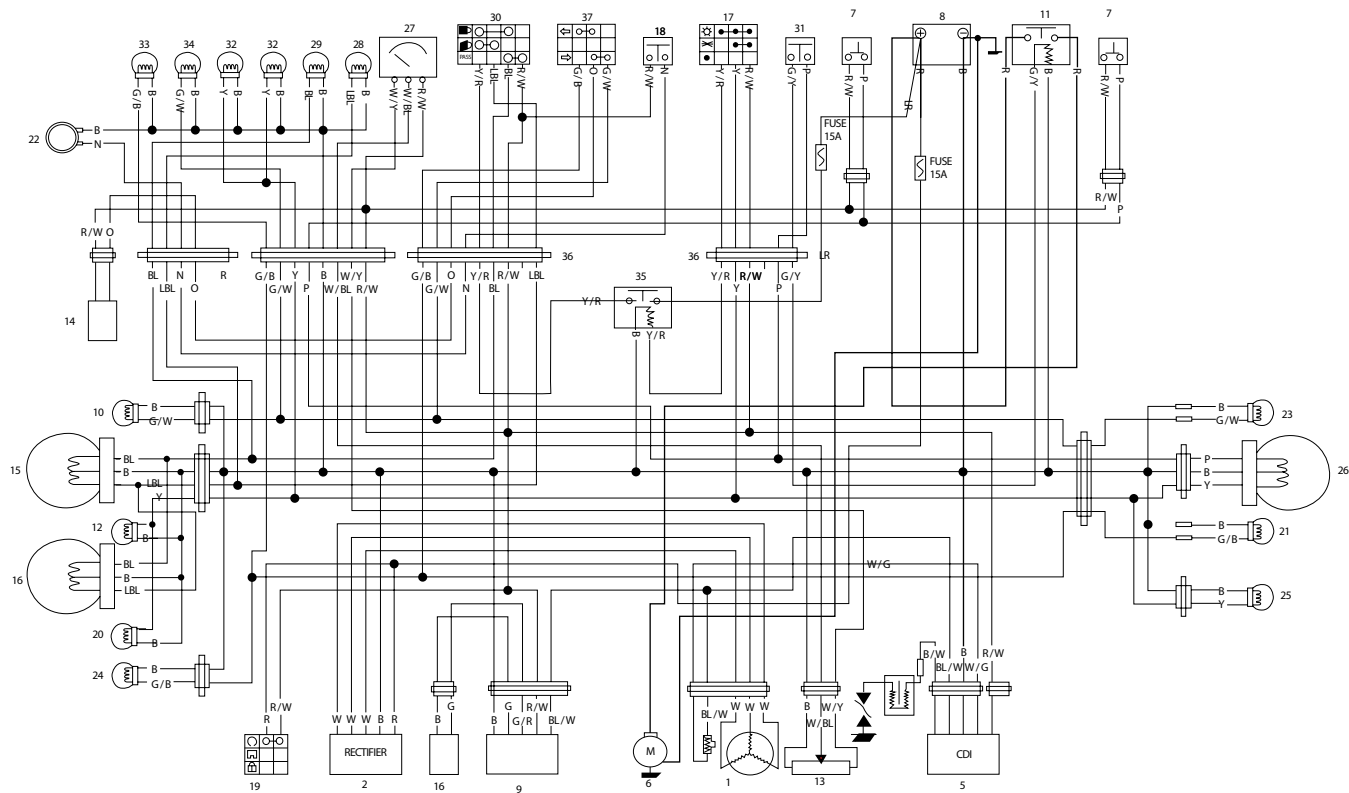 33 34 32 32 29 28 27 30 37 18 17 31 7 8 11 7
PASS
G/B B G/W B Y B Y B BL B LBL B
W/Y W/BL R/W
Y/R LBL BL R/W
G/B O G/W
R/W N
Y/R Y R/W
G/Y P
R/W P
R B
R G/Y B R
R/W P
LR
22 B
N
FUSE
15A
FUSE
15A
R/W P
R/W O
BL N R
LBL O
G/B Y B W/Y
G/W P W/BL R/W
G/B O Y/R R/W LBL
G/W N BL
36
36 LR
Y/R R/W G/Y
Y P
35
Y/R
B Y/R
14
10 B
G/W
B 23
G/W
15 BL
B
LBL
Y
P 26
B
Y
12
B
B 21
G/B
16 BL
B
LBL
W/G
B 25
Y
20
B
24 B
G/B
R R/W
W W W B R
B G
B G G/R R/W BL/W
BL/W W W W
B W/BL W/Y
B/W BL/W B W/G R/W
RECTIFIER
M
CDI
19 2 16 9 6 1 13 5